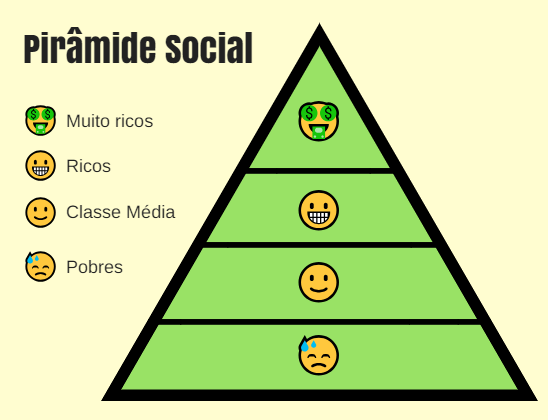 Pirâmide Social
Muito ricos
Ricos
Classe Média
Pobres